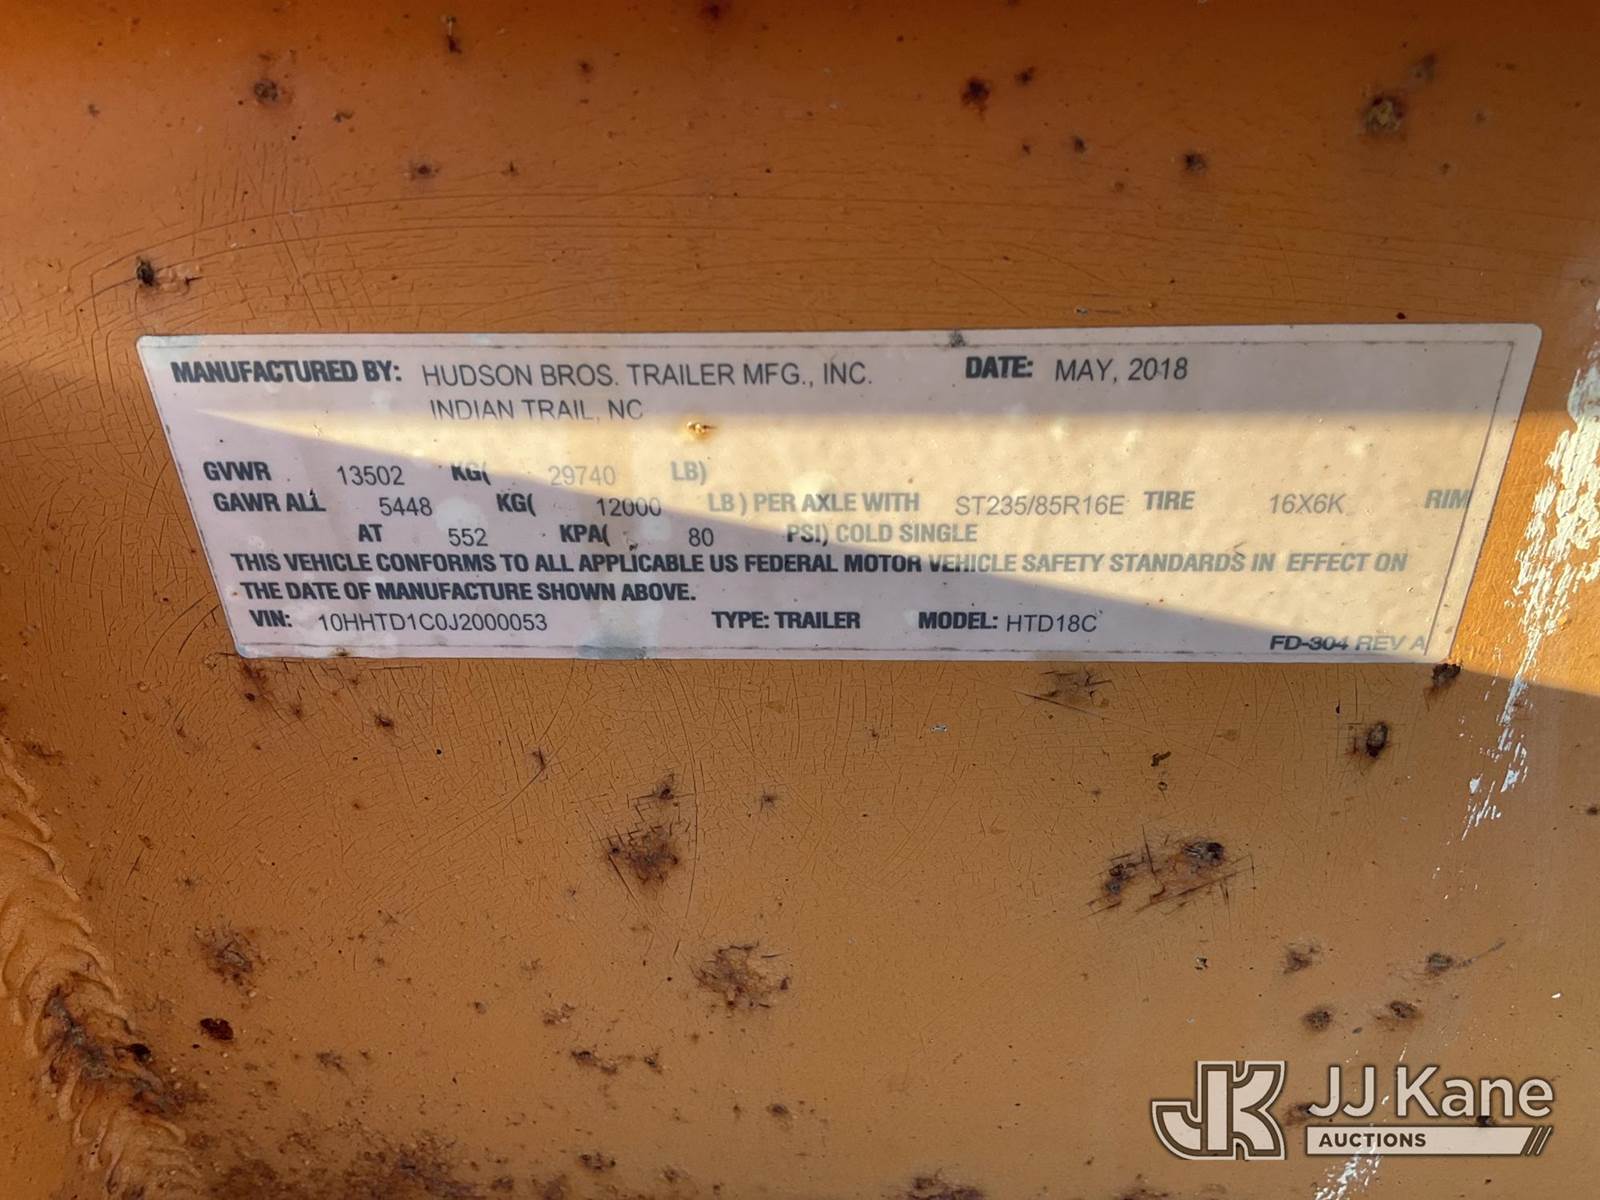 MANUFACTURED BY: HUDSON BROS. TRAILER MFG., INC. DATE: MAY, 2018
INDIAN TRAIL, NC
GVWR 13502 KG( 29740 LB)
GAWR ALL 5448 KG( 12000 LB) PER AXLE WITH ST235/85R16E TIRE 16X6K RIM
AT 552 KPA( 80 PSI) COLD SINGLE
THIS VEHICLE CONFORMS TO ALL APPLICABLE US FEDERAL MOTOR VEHICLE SAFETY STANDARDS IN EFFECT ON
THE DATE OF MANUFACTURE SHOWN ABOVE.
VIN: 10HHTD1C0J2000053 TYPE: TRAILER MODEL: HTD18C
FD-304 REV A
JK JJ Kane
AUCTIONS